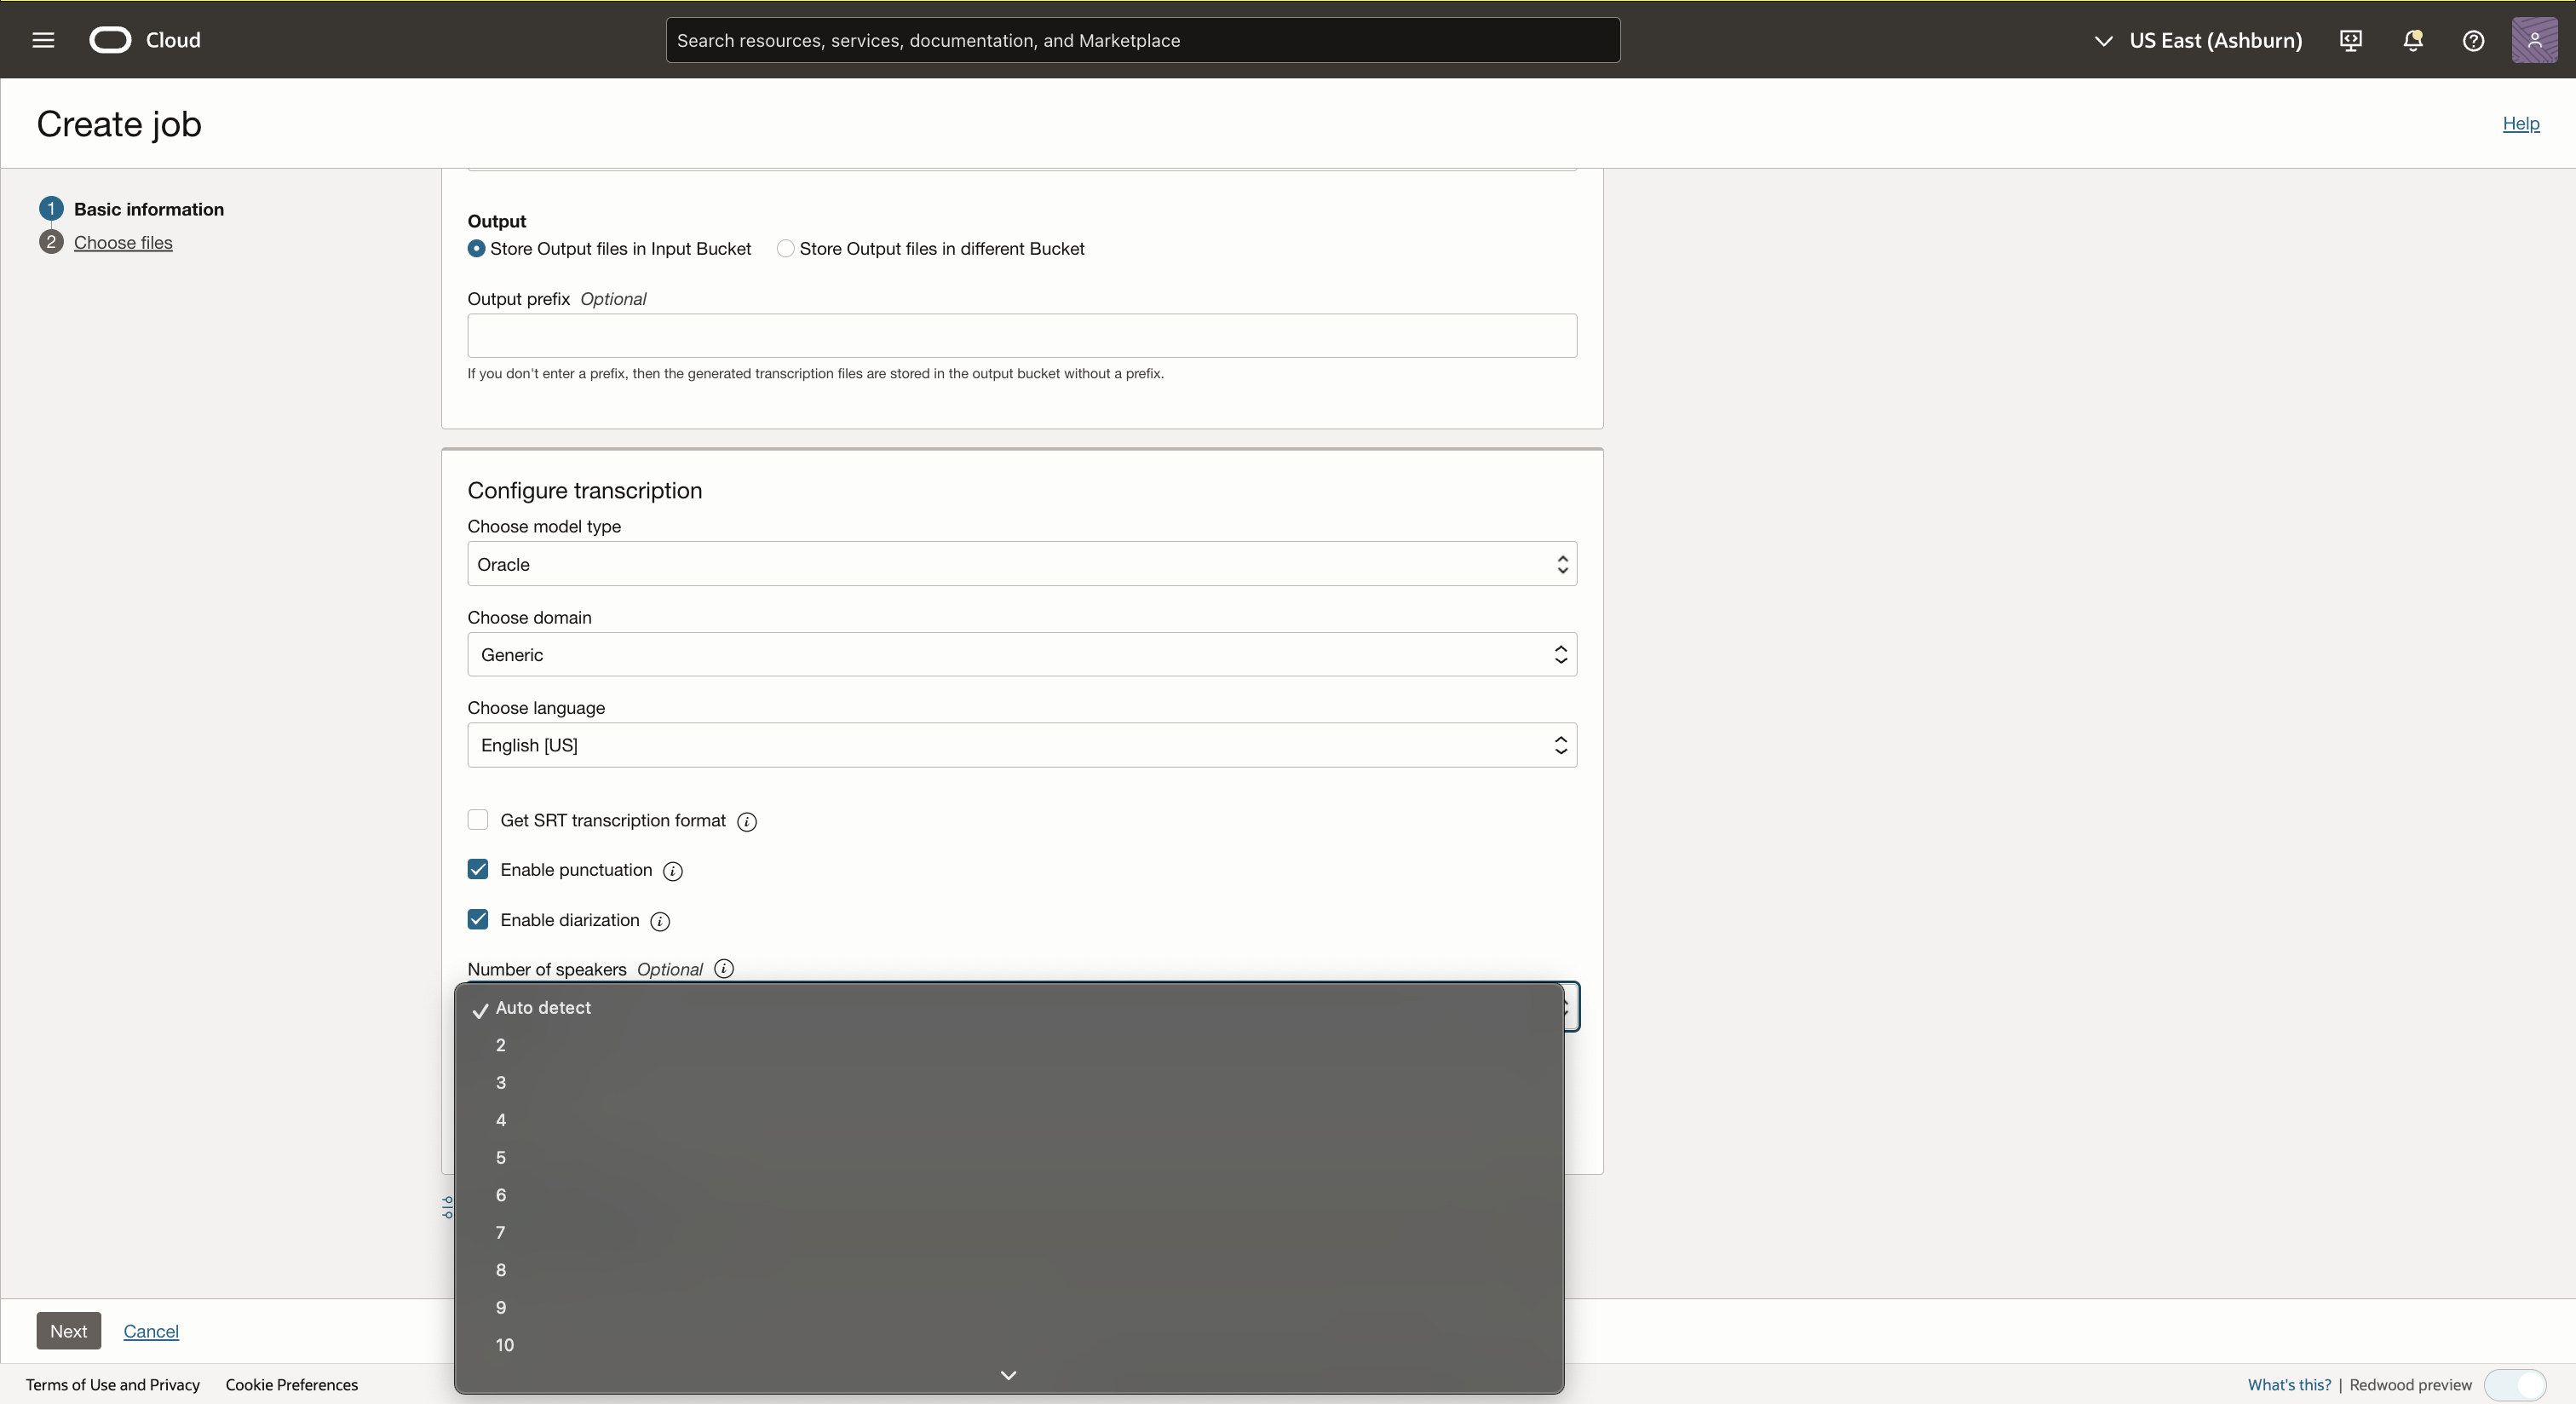 Cloud
Search resources, services, documentation, and Marketplace
US East (Ashburn)
Create job
Help
1 Basic information
2 Choose files
Output
Store Output files in Input Bucket Store Output files in different Bucket
Output prefix Optional
If you don't enter a prefix, then the generated transcription files are stored in the output bucket without a prefix.
Configure transcription
Choose model type
Oracle
Choose domain
Generic
Choose language
English [US]
Get SRT transcription format
Enable punctuation
Enable diarization
Number of speakers Optional
Auto detect
2
3
4
5
6
7
8
9
10
Next Cancel
Terms of Use and Privacy Cookie Preferences
What's this? | Redwood preview